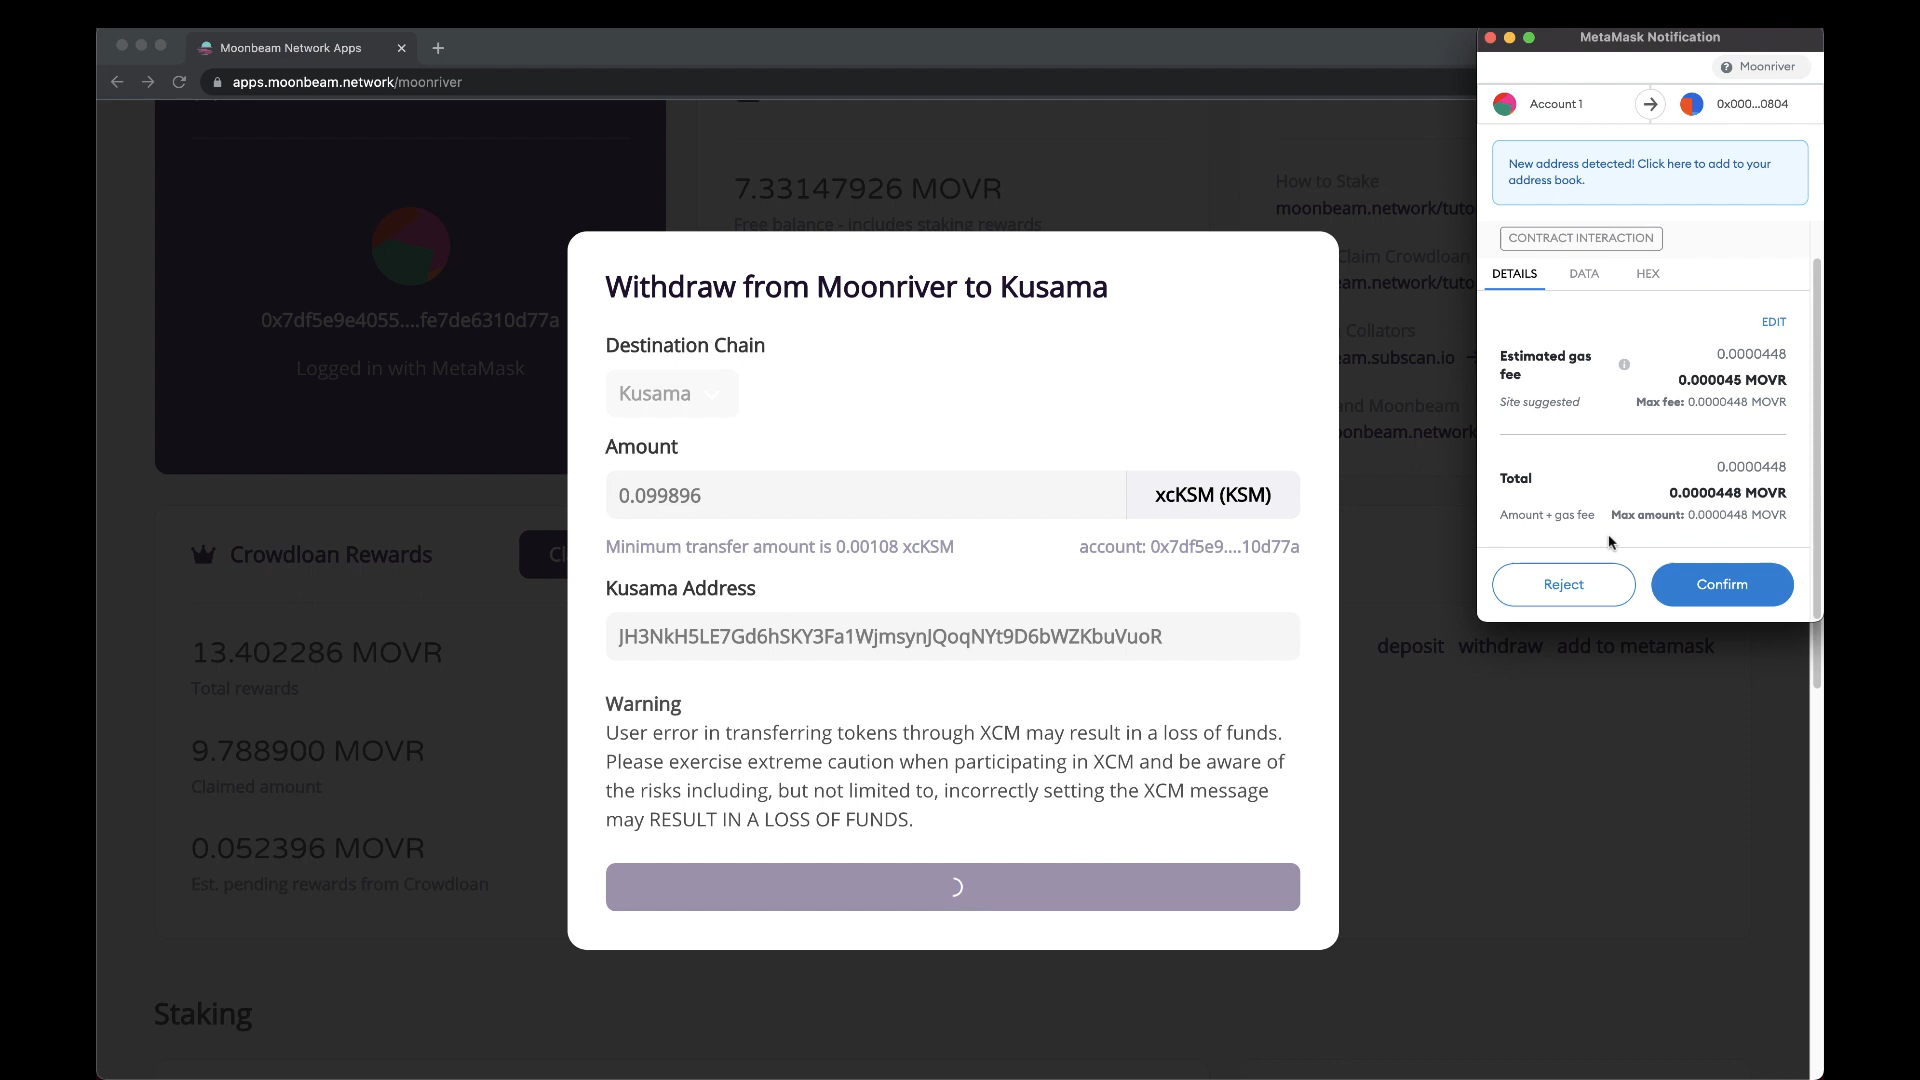 Moonbeam Network Apps
apps.moonbeam.network/moonriver
7.33147926 MOVR
Free balance - includes staking rewards
How to Stake
moonbeam.network/tuto
0x7df5e9e4055....fe7de6310d77a
Logged in with MetaMask
Claim Crowdloan
am.network/tuto
Collators
am.subscan.io
nd Moonbeam
onbeam.network
Crowdloan Rewards
Cl
13.402286 MOVR
Total rewards
9.788900 MOVR
Claimed amount
0.052396 MOVR
Est. pending rewards from Crowdloan
deposit withdraw add to metamask
Staking
Withdraw from Moonriver to Kusama
Destination Chain
Kusama
Amount
0.099896 xcKSM (KSM)
Minimum transfer amount is 0.00108 xcKSM account: 0x7df5e9....10d77a
Kusama Address
JH3NkH5LE7Gd6hSKY3Fa1WjmsynJQoqNYt9D6bWZKbuVuoR
Warning
User error in transferring tokens through XCM may result in a loss of funds.
Please exercise extreme caution when participating in XCM and be aware of
the risks including, but not limited to, incorrectly setting the XCM message
may RESULT IN A LOSS OF FUNDS.
MetaMask Notification
Moonriver
Account 1 0x000...0804
New address detected! Click here to add to your
address book.
CONTRACT INTERACTION
DETAILS DATA HEX
EDIT
Estimated gas
fee
0.0000448
0.000045 MOVR
Site suggested Max fee: 0.0000448 MOVR
0.0000448
Total
0.0000448 MOVR
Amount + gas fee Max amount: 0.0000448 MOVR
Reject Confirm